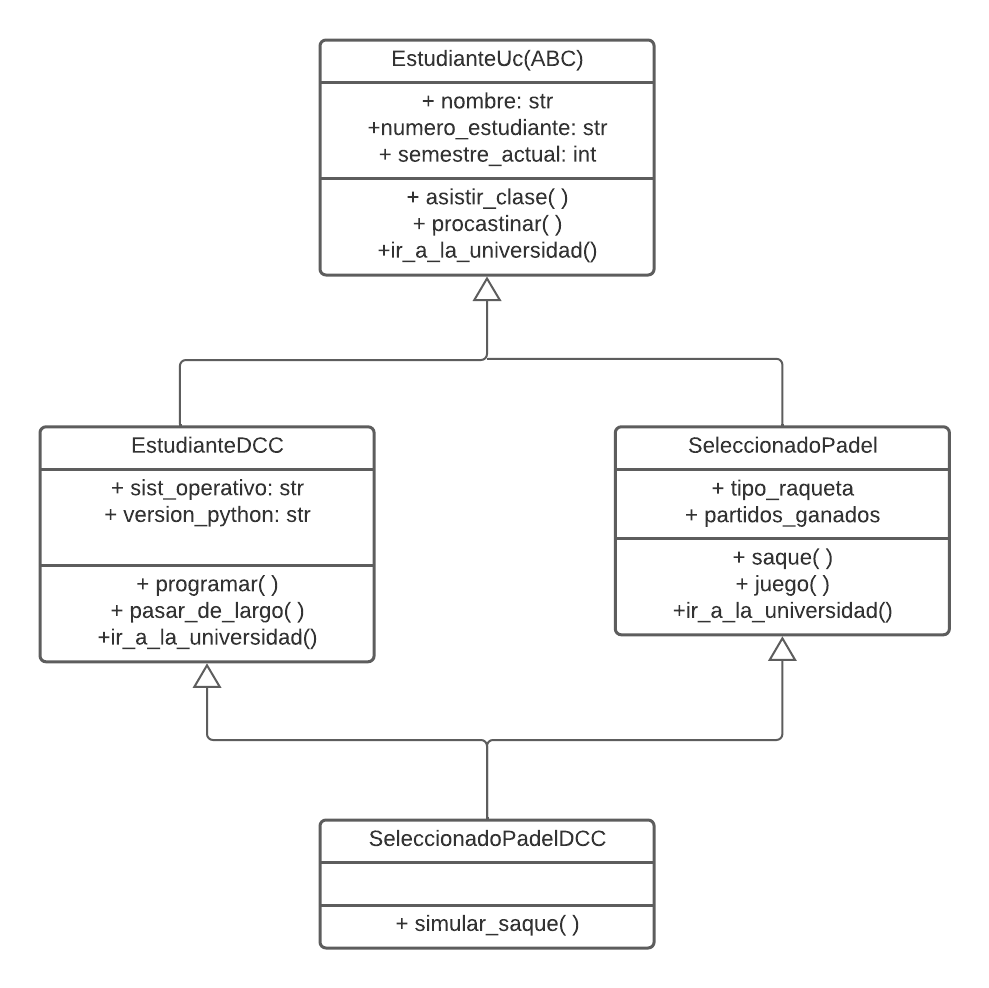 EstudianteUc(ABC)
+ nombre: str
+numero_estudiante: str
+ semestre_actual: int
+ asistir_clase( )
+ procastinar( )
+ir_a_la_universidad()
EstudianteDCC
+ sist_operativo: str
+ version_python: str
+ programar( )
+ pasar_de_largo( )
+ir_a_la_universidad()
SeleccionadoPadel
+ tipo_raqueta
+ partidos_ganados
+ saque( )
+ juego( )
+ir_a_la_universidad()
SeleccionadoPadelDCC
+ simular_saque( )